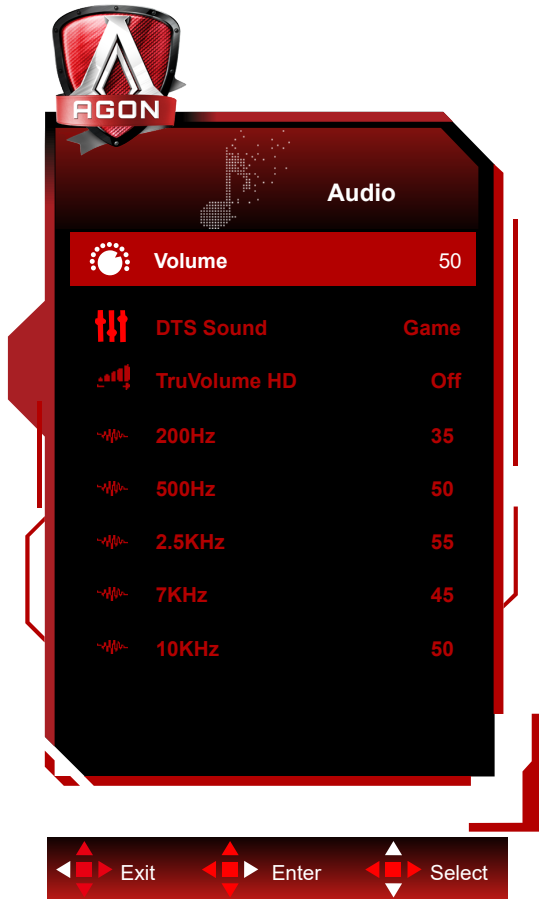 AGON
Audio
Volume 50
DTS Sound Game
TruVolume HD Off
200Hz 35
500Hz 50
2.5KHz 55
7KHz 45
10KHz 50
Exit Enter Select